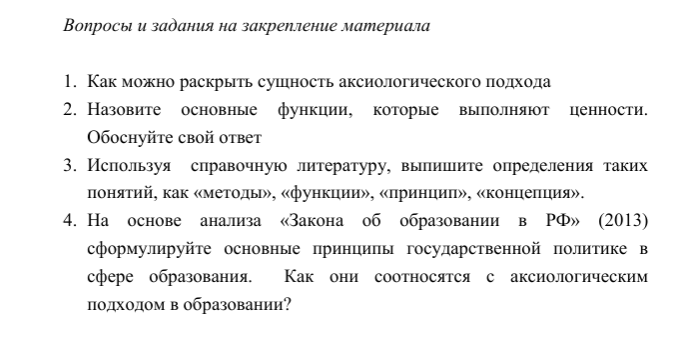 Вопросы и задания на закрепление материала
1. Как можно раскрыть сущность аксиологического подхода
2. Назовите основные функции, которые выполняют ценности.
Обоснуйте свой ответ
3. Используя справочную литературу, выпишите определения таких
понятий, как «методы», «функции», «принцип», «концепция».
4. На основе анализа «Закона об образовании в РФ» (2013)
сформулируйте основные принципы государственной политике в
сфере образования. Как они соотносятся с аксиологическим
подходом в образовании?